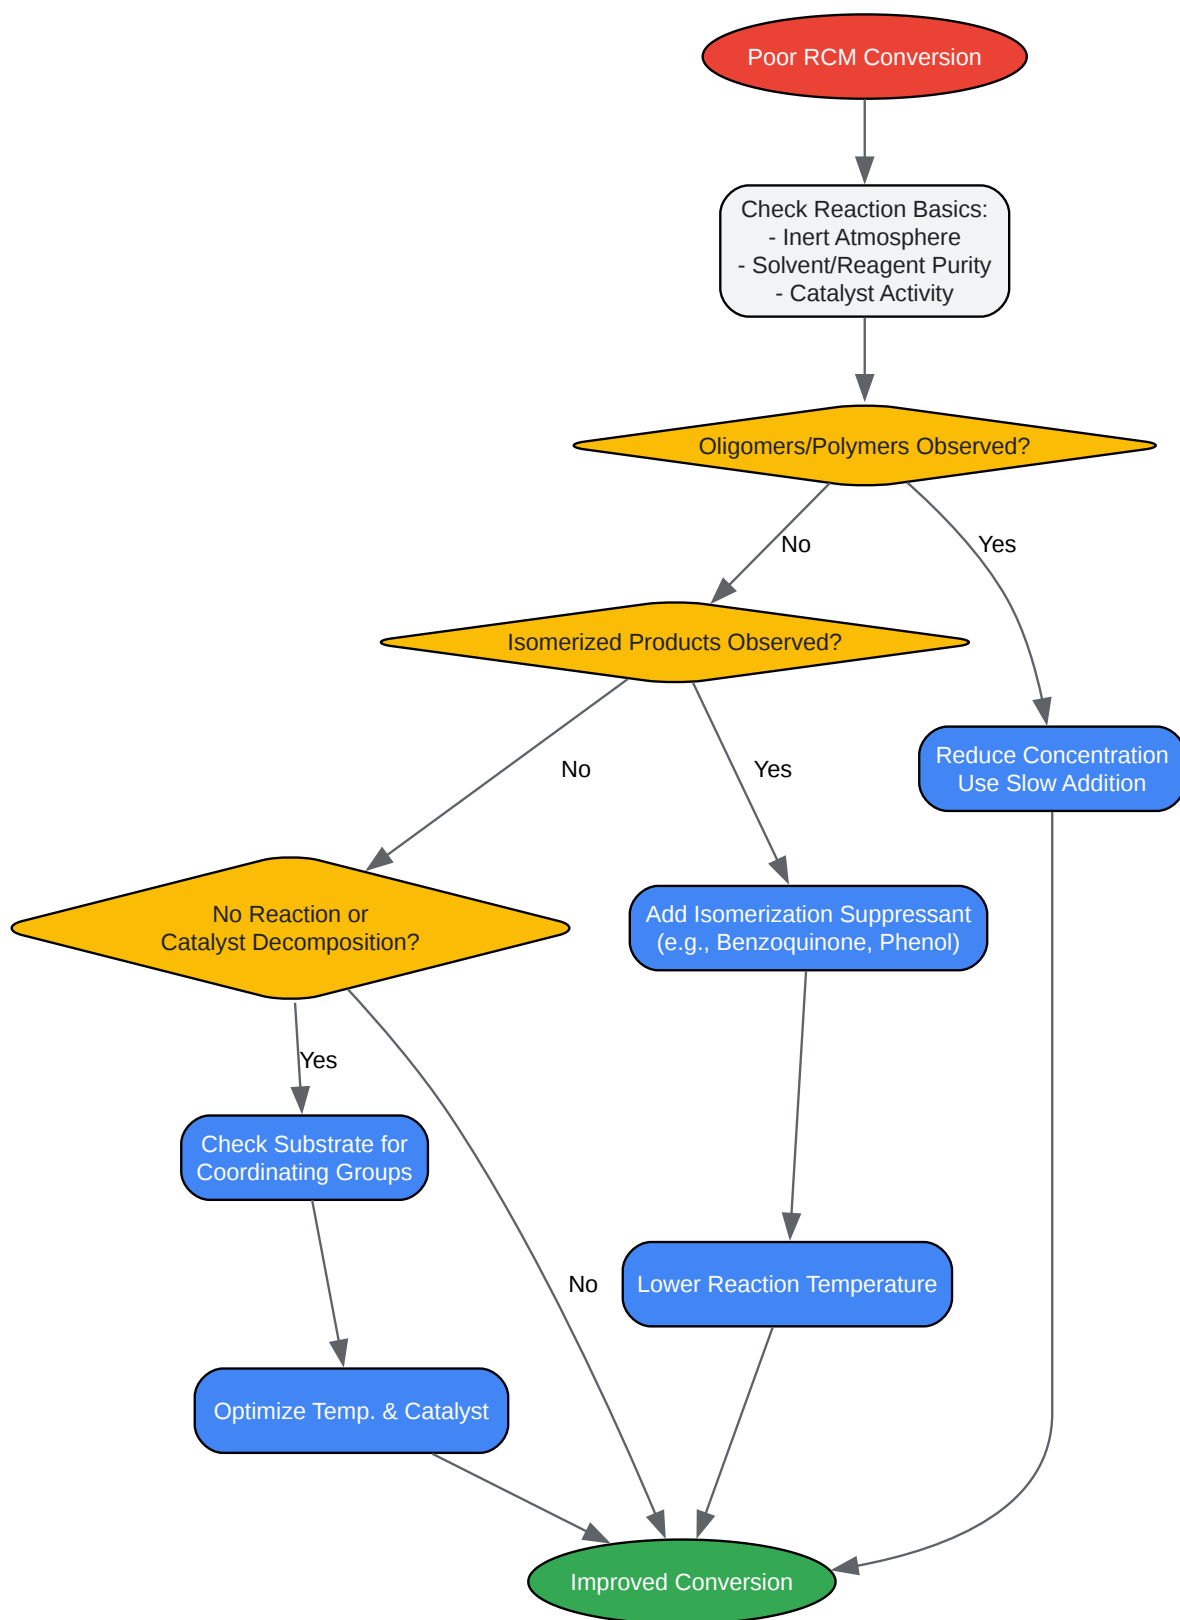 Poor RCM Conversion
Check Reaction Basics:
- Inert Atmosphere
- Solvent/Reagent Purity
- Catalyst Activity
Oligomers/Polymers Observed?
No
Yes
Isomerized Products Observed?
No
Yes
Reduce Concentration
Use Slow Addition
No Reaction or
Catalyst Decomposition?
Add Isomerization Suppressant
(e.g., Benzoquinone, Phenol)
Yes
Check Substrate for
Coordinating Groups
No
Lower Reaction Temperature
Optimize Temp. & Catalyst
Improved Conversion